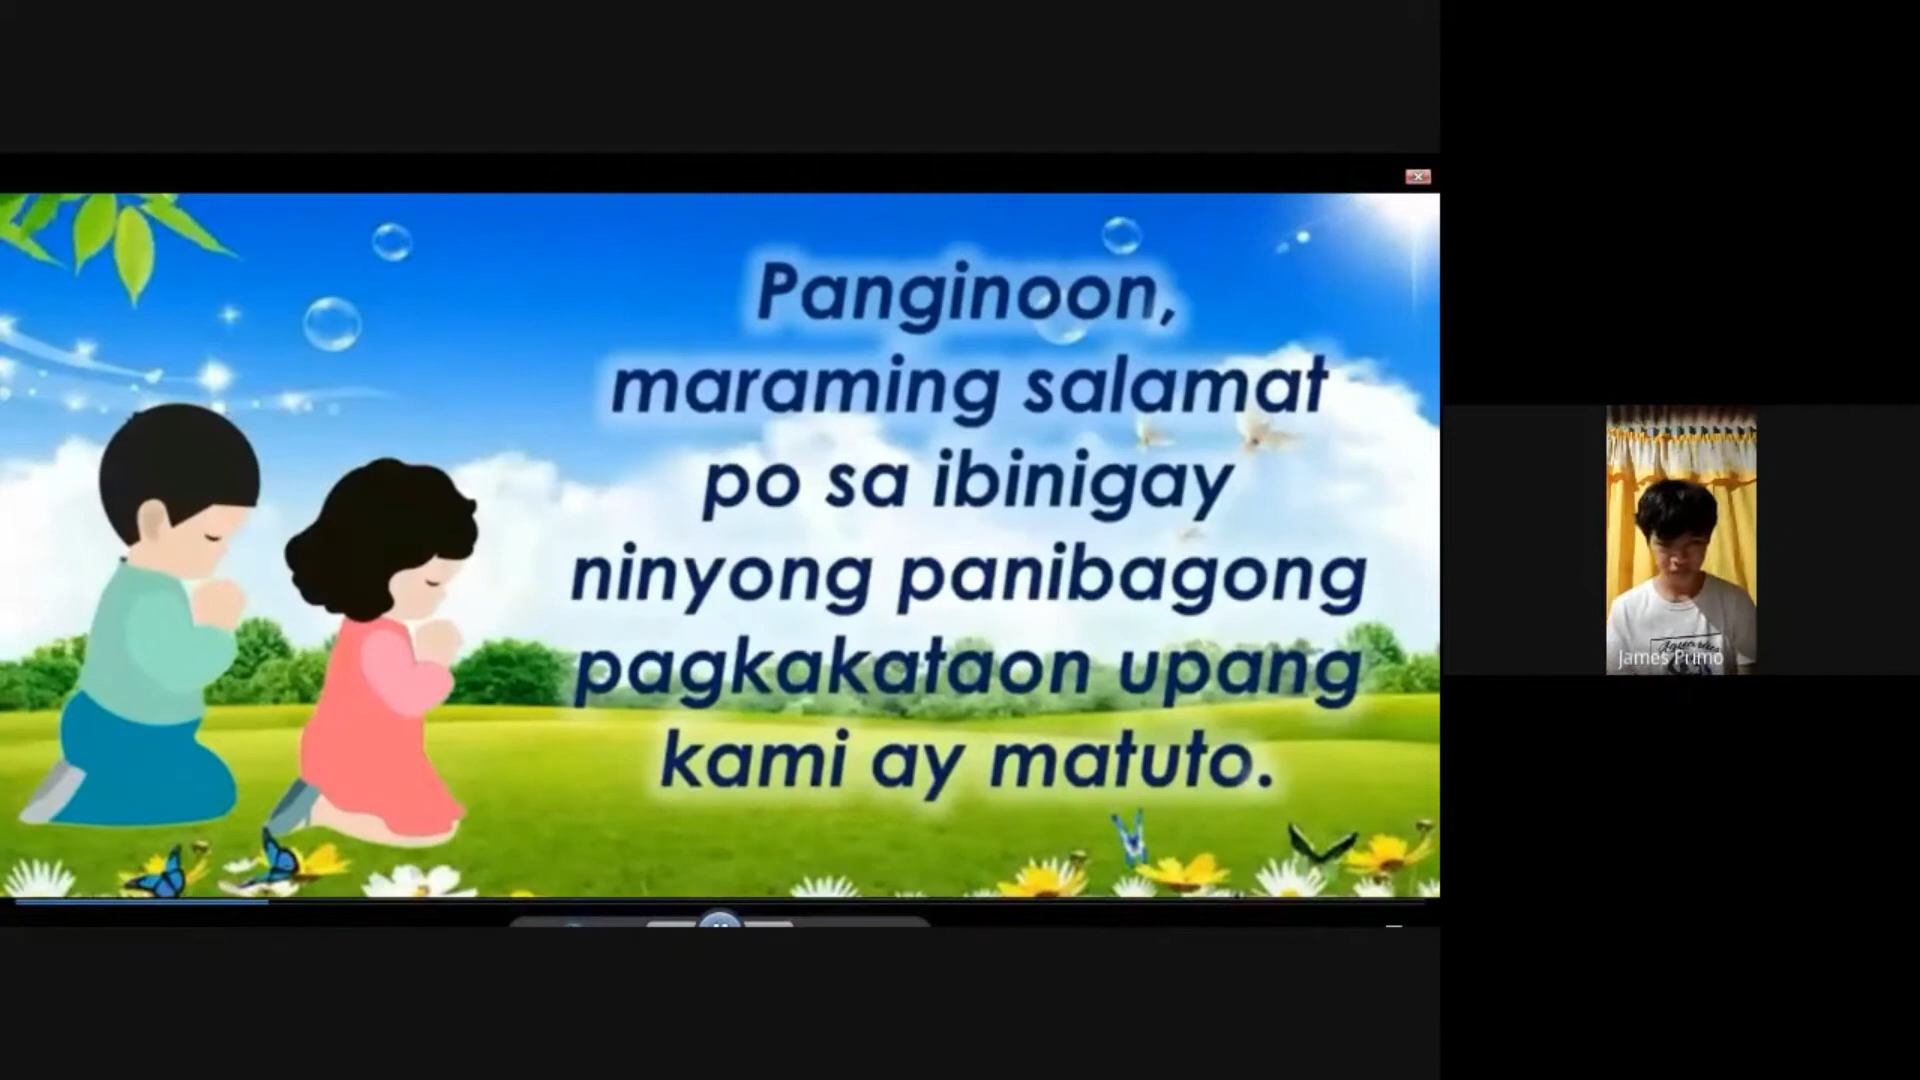 Panginoon,
maraming salamat
po sa ibinigay
ninyong panibagong
pagkakataon upang
kami ay matuto.
James Primo